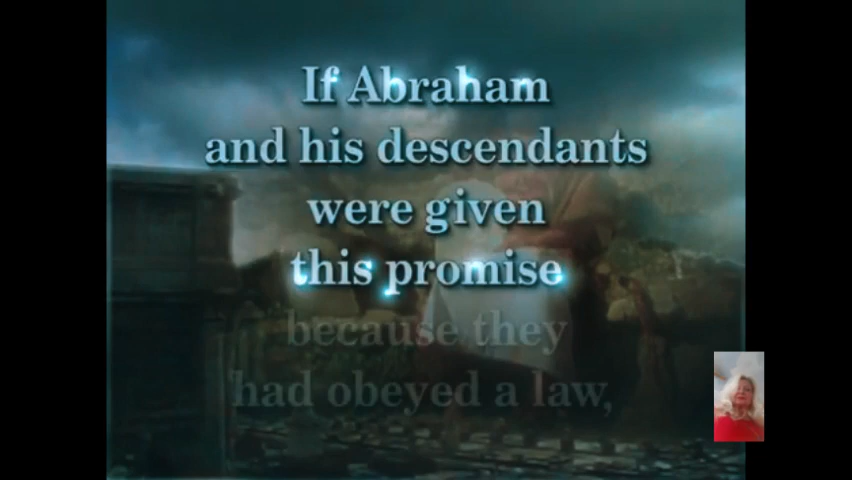 If Abraham
and his descendants
were given
this promise
because they
had obeyed a law,